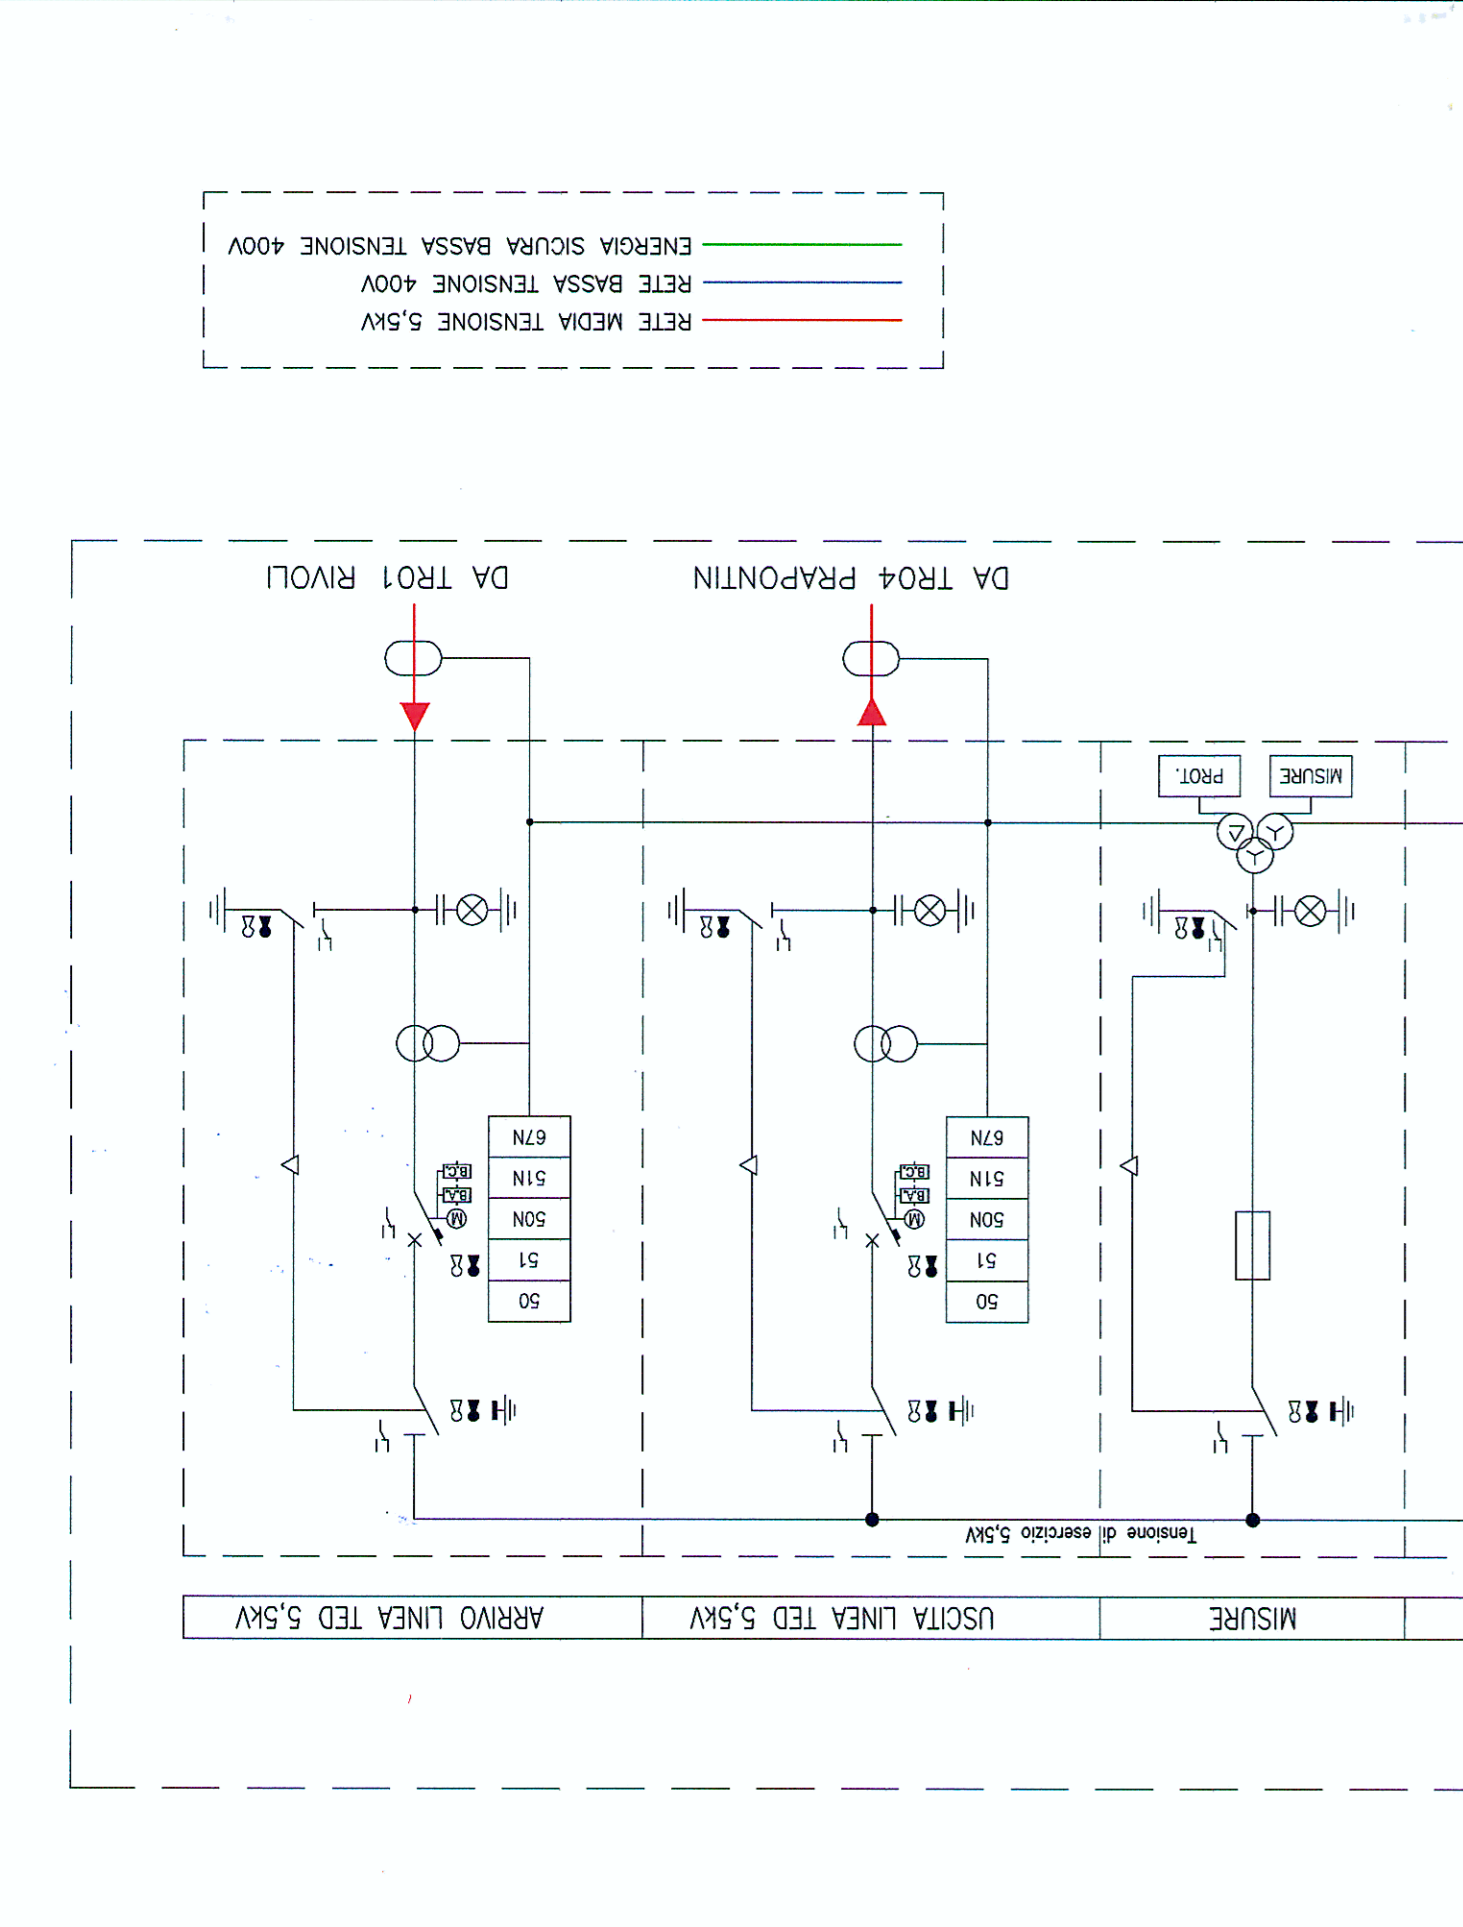 MISURE
USCITA LINEA TED 5,5kV
ARRIVO LINEA TED 5,5kV
Tensione di esercizio 5,5kV
50
51
50N
51N
67N
M
B.A.
B.C.
50
51
50N
51N
67N
M
B.A.
B.C.
MISURE
PROT.
DA TR04 PRAPONTIN
DA TR01 RIVOLI
RETE MEDIA TENSIONE 5,5kV
RETE BASSA TENSIONE 400V
ENERGIA SICURA BASSA TENSIONE 400V